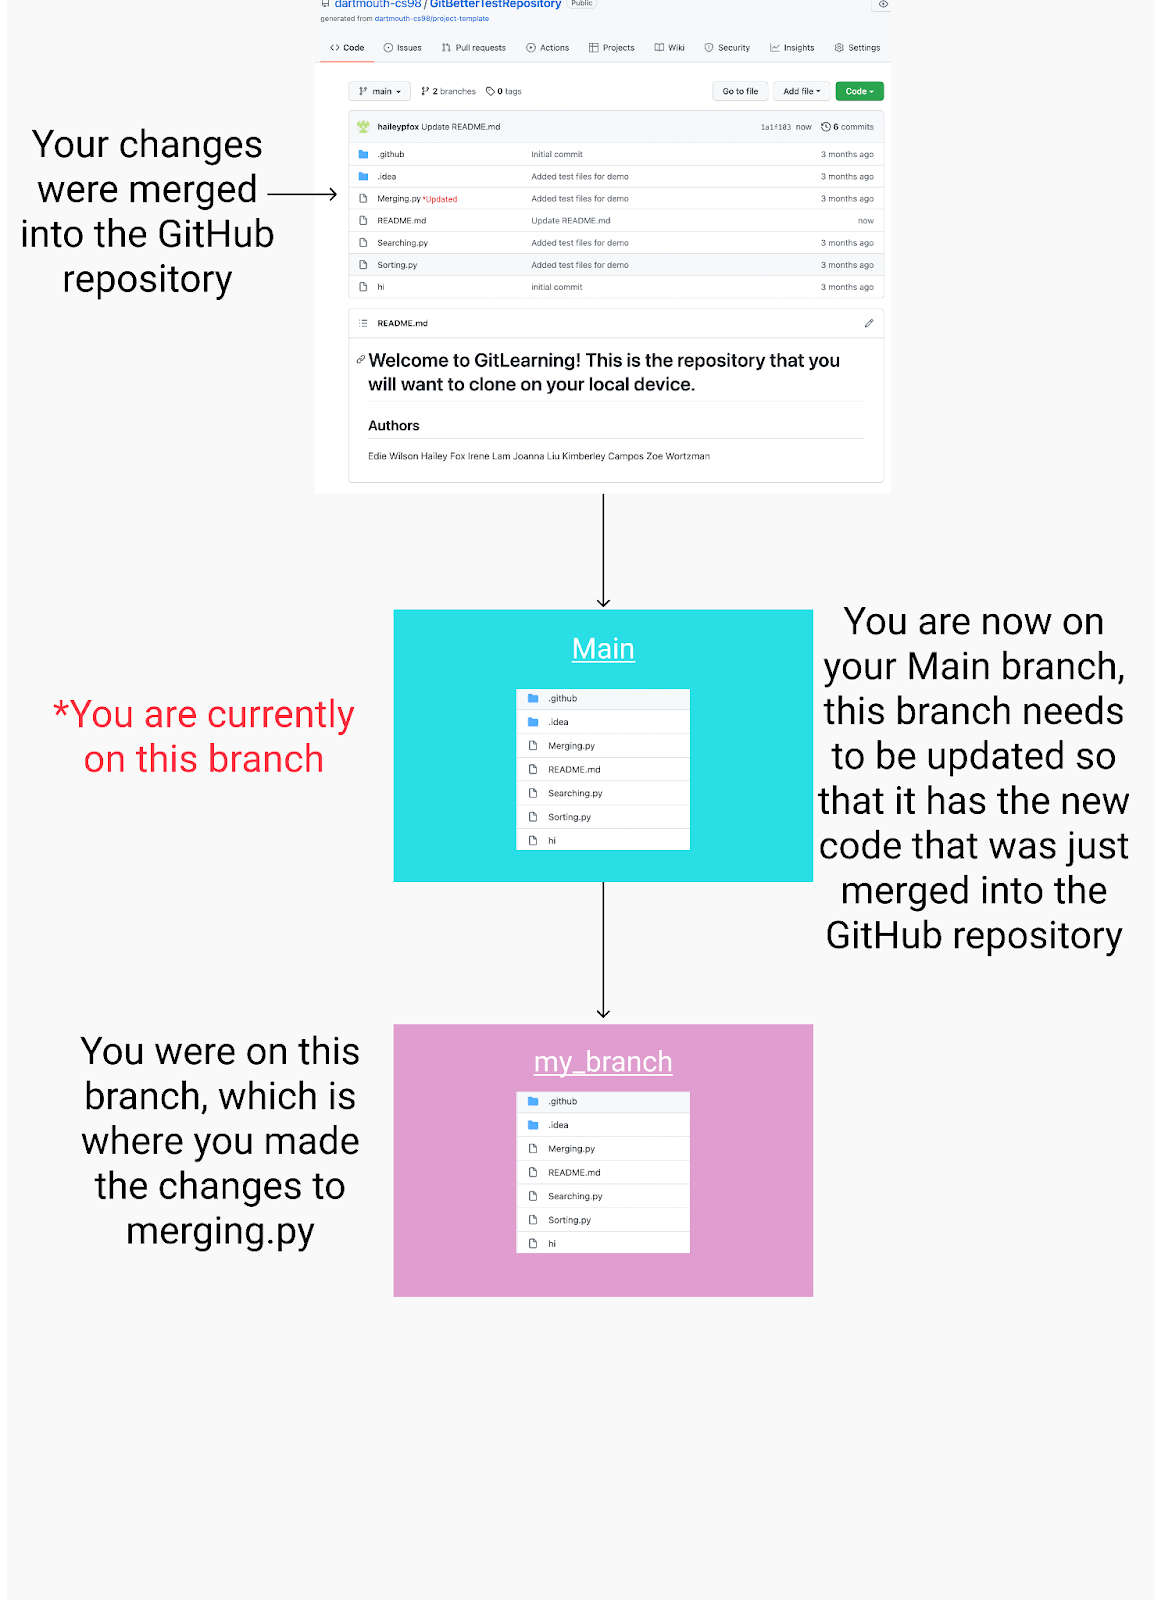 dartmouth-cs98 / GitBetterTestRepository Public
generated from dartmouth-cs98/project-template
Code Issues Pull requests Actions Projects Wiki Security Insights Settings
main 2 branches 0 tags Go to file Add file Code
haileypfox Update README.md 1a1f103 now 6 commits
.github Initial commit 3 months ago
.idea Added test files for demo 3 months ago
Merging.py *Updated Added test files for demo 3 months ago
README.md Update README.md now
Searching.py Added test files for demo 3 months ago
Sorting.py Added test files for demo 3 months ago
hi initial commit 3 months ago
README.md
Welcome to GitLearning! This is the repository that you
will want to clone on your local device.
Authors
Edie Wilson Hailey Fox Irene Lam Joanna Liu Kimberley Campos Zoe Wortzman
Your changes
were merged
into the GitHub
repository
Main
.github
.idea
Merging.py
README.md
Searching.py
Sorting.py
hi
*You are currently
on this branch
You are now on
your Main branch,
this branch needs
to be updated so
that it has the new
code that was just
merged into the
GitHub repository
my_branch
.github
.idea
Merging.py
README.md
Searching.py
Sorting.py
hi
You were on this
branch, which is
where you made
the changes to
merging.py